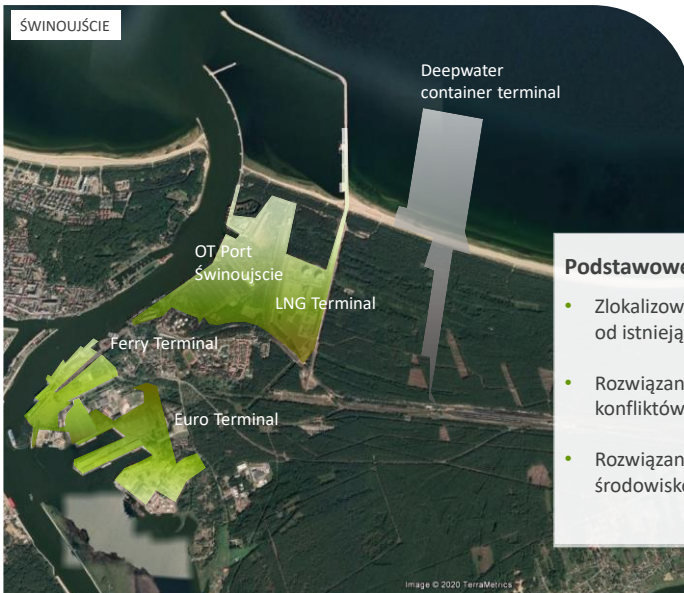 ŚWINOUJŚCIE
Deepwater
container terminal
OT Port
Świnoujscie
LNG Terminal
Ferry Terminal
Euro Terminal
Podstawowe
• Zlokalizow
od istnieją
• Rozwiązan
konfliktów
• Rozwiązan
środowisk
Image © 2020 TerraMetrics